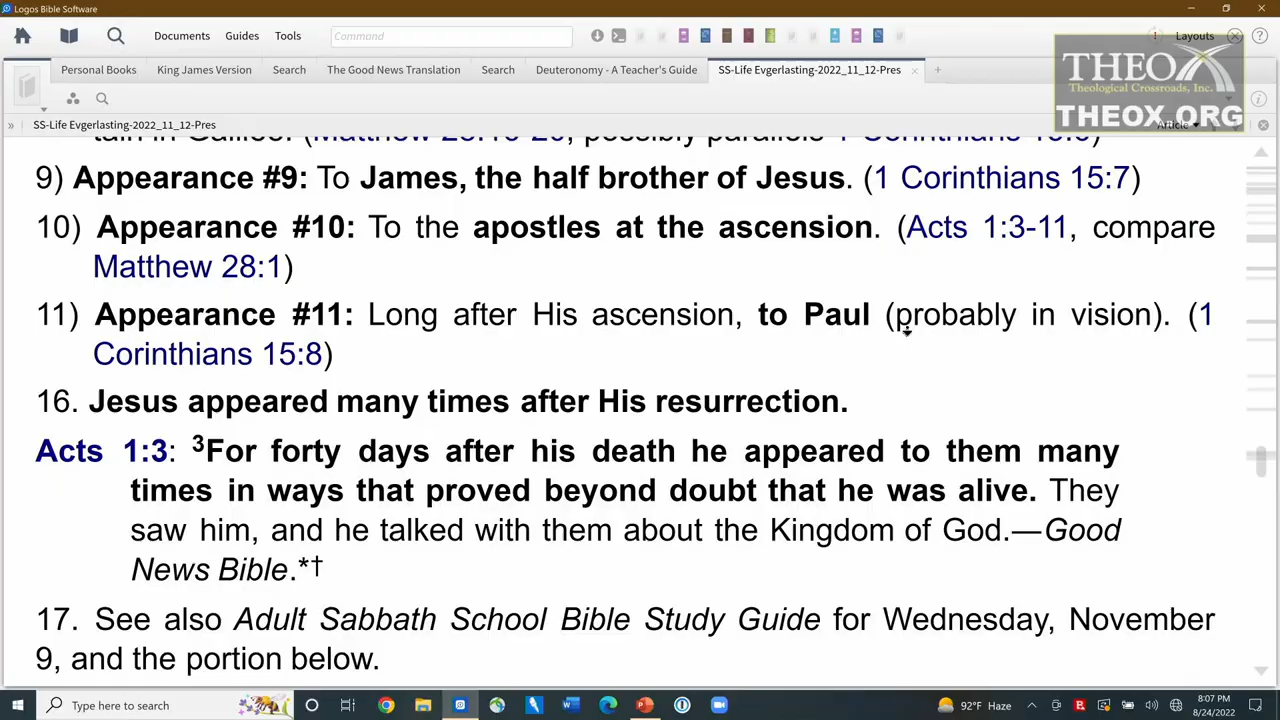 Logos Bible Software
Documents Guides Tools Command Layouts
THEOX
Theological Crossroads, Inc.
THEOX.ORG
Personal Books King James Version Search The Good News Translation Search Deuteronomy - A Teacher's Guide SS-Life Evgerlasting-2022_11_12-Pres
SS-Life Evgerlasting-2022_11_12-Pres Article
9) Appearance #9: To James, the half brother of Jesus. (1 Corinthians 15:7)
10) Appearance #10: To the apostles at the ascension. (Acts 1:3-11, compare
Matthew 28:1)
11) Appearance #11: Long after His ascension, to Paul (probably in vision). (1
Corinthians 15:8)
16. Jesus appeared many times after His resurrection.
Acts 1:3: 3For forty days after his death he appeared to them many
times in ways that proved beyond doubt that he was alive. They
saw him, and he talked with them about the Kingdom of God.—Good
News Bible.*†
17. See also Adult Sabbath School Bible Study Guide for Wednesday, November
9, and the portion below.
Type here to search 92°F Haze 8:07 PM
8/24/2022